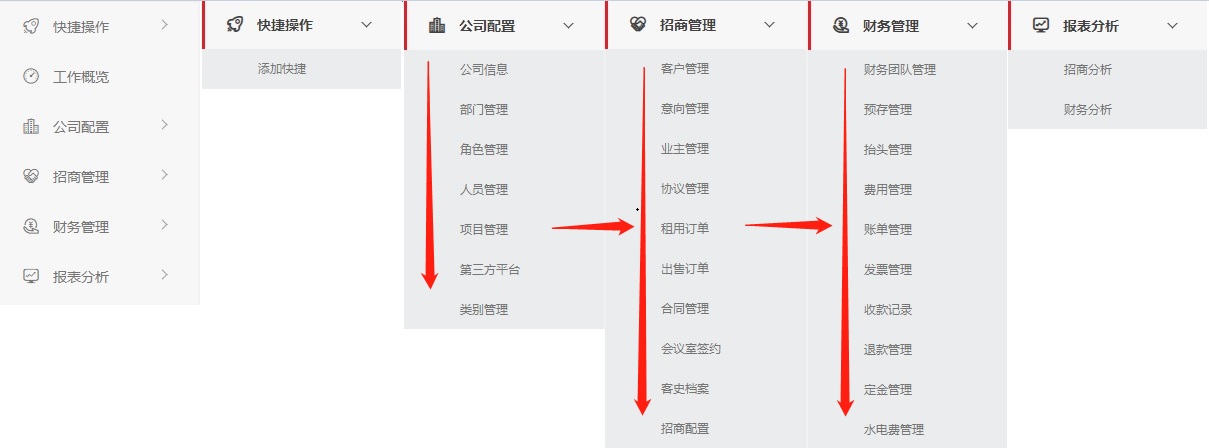 快捷操作
工作概览
公司配置
招商管理
财务管理
报表分析
快捷操作
添加快捷
公司配置
公司信息
部门管理
角色管理
人员管理
项目管理
第三方平台
类别管理
招商管理
客户管理
意向管理
业主管理
协议管理
租用订单
出售订单
合同管理
会议室签约
客史档案
招商配置
财务管理
财务团队管理
预存管理
抬头管理
费用管理
账单管理
发票管理
收款记录
退款管理
定金管理
水电费管理
报表分析
招商分析
财务分析